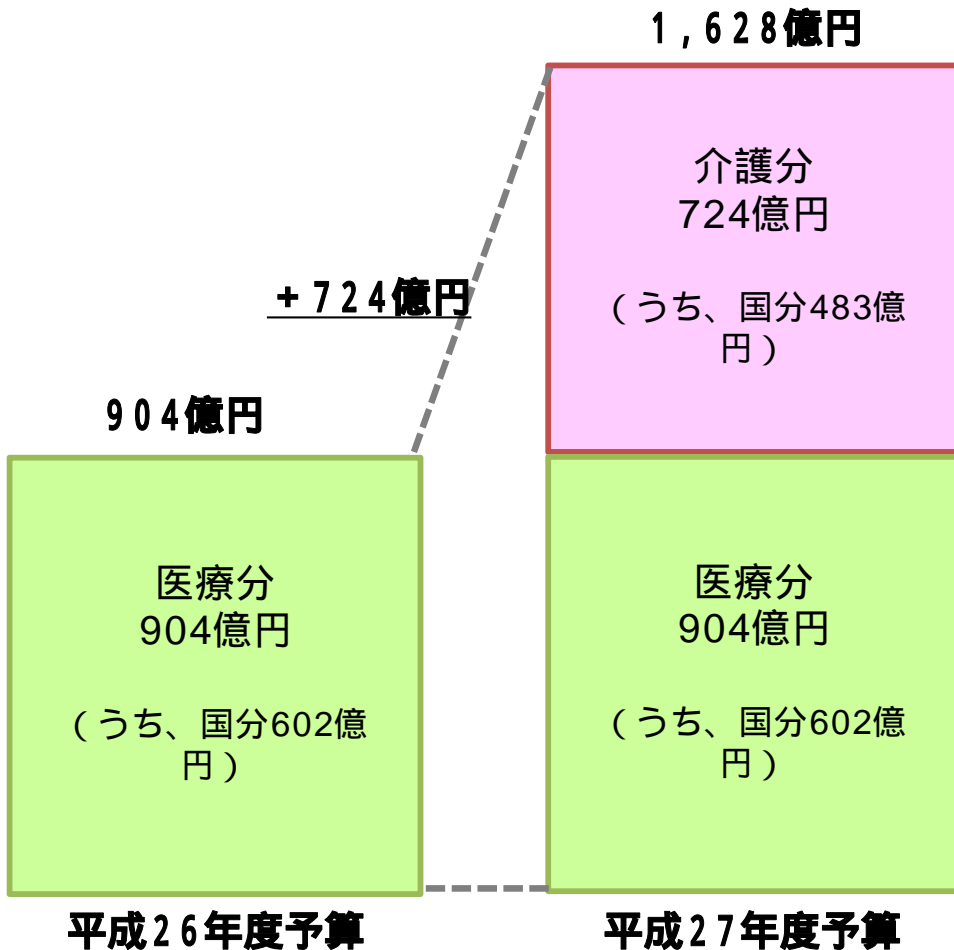 1,628億円
介護分
724億円
（うち、国分483億
円）
+724億円
904億円
医療分
904億円
（うち、国分602億
円）
医療分
904億円
（うち、国分602億
円）
平成26年度予算
平成27年度予算